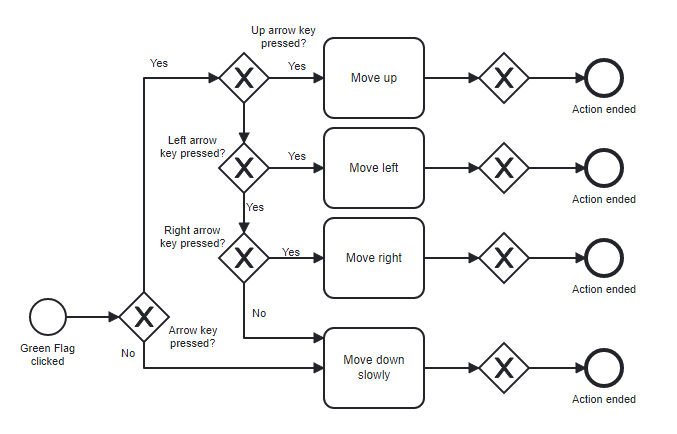 Up arrow key
pressed?
Yes
Yes
Move up
Action ended
Left arrow
key pressed?
Yes
Move left
Action ended
Yes
Right arrow
key pressed?
Yes
Move right
Action ended
No
Green Flag
clicked
Arrow key
pressed?
No
Move down
slowly
Action ended